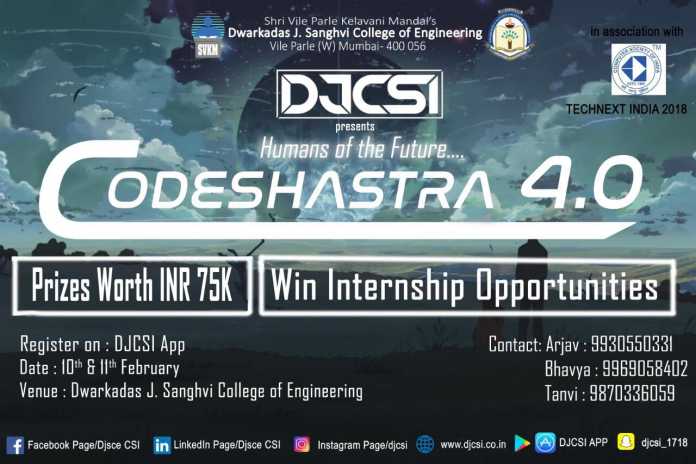 Shri Vile Parle Kelavani Mandal's
Dwarkadas J. Sanghvi College of Engineering
Vile Parle (W) Mumbai- 400 056
SVKM
in association with
TECHNEXT INDIA 2018
DJCSI
presents
Humans of the Future....
CODESHASTRA 4.0
Prizes Worth INR 75K
Win Internship Opportunities
Register on : DJCSI App
Date : 10th & 11th February
Venue : Dwarkadas J. Sanghvi College of Engineering
Contact: Arjav : 9930550331
Bhavya : 9969058402
Tanvi : 9870336059
Facebook Page/Djsce CSI
LinkedIn Page/Djsce CSI
Instagram Page/djcsi
www.djcsi.co.in
DJCSI APP
djcsi_1718